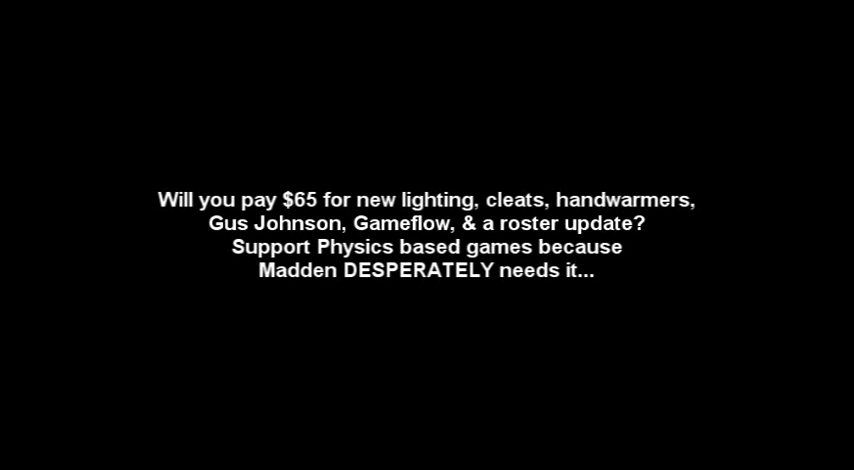 Will you pay $65 for new lighting, cleats, handwarmers,
Gus Johnson, Gameflow, & a roster update?
Support Physics based games because
Madden DESPERATELY needs it...